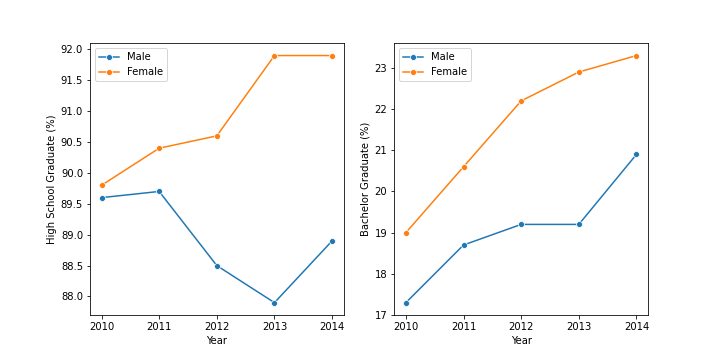 92.0
91.5
91.0
90.5
90.0
89.5
89.0
88.5
88.0
High School Graduate (%)
Male
Female
2010 2011 2012 2013 2014
Year
23
22
21
20
19
18
17
Bachelor Graduate (%)
Male
Female
2010 2011 2012 2013 2014
Year